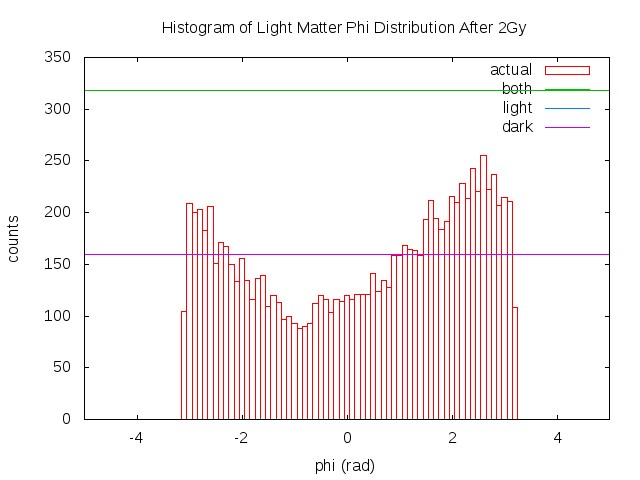 Histogram of Light Matter Phi Distribution After 2Gy
350
300
250
200
150
100
50
0
counts
actual
both
light
dark
-4 -2 0 2 4
phi (rad)